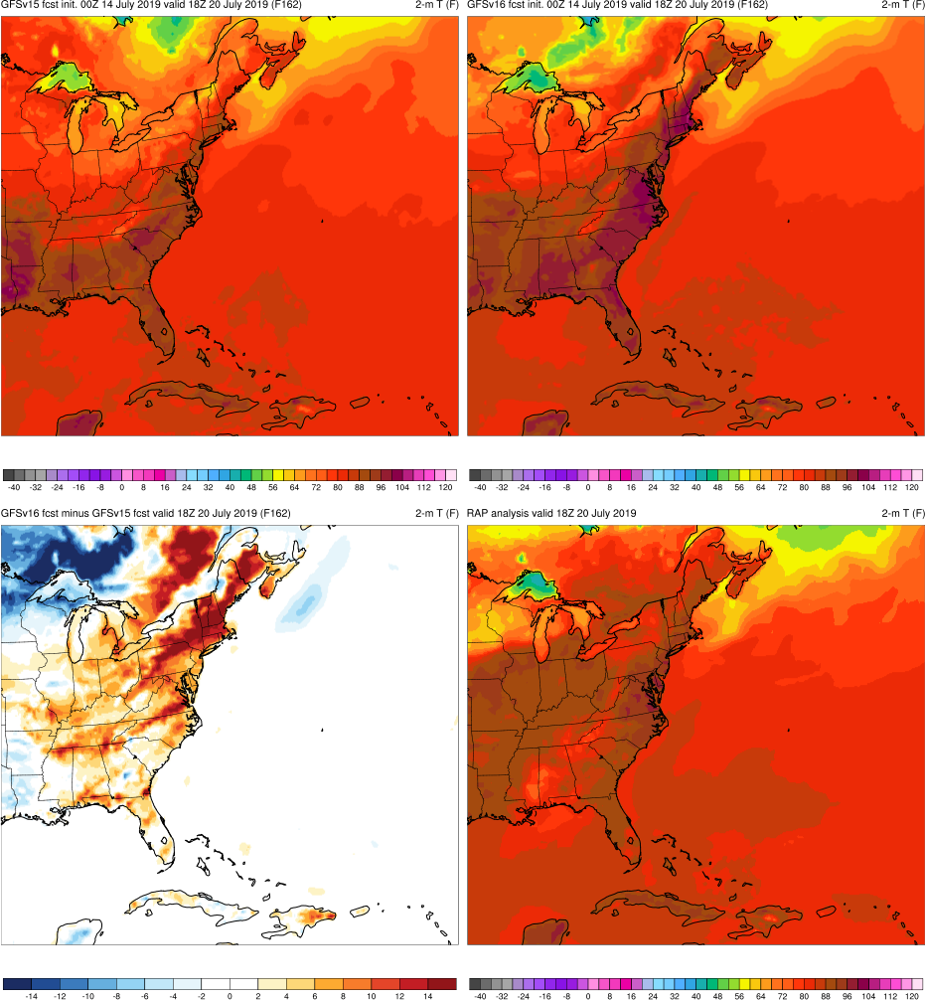 GFSv15 fcst init. 00Z 14 July 2019 valid 18Z 20 July 2019 (F162) 2-m T (F)
GFSv16 fcst init. 00Z 14 July 2019 valid 18Z 20 July 2019 (F162) 2-m T (F)
-40 -32 -24 -16 -8 0 8 16 24 32 40 48 56 64 72 80 88 96 104 112 120
-40 -32 -24 -16 -8 0 8 16 24 32 40 48 56 64 72 80 88 96 104 112 120
GFSv16 fcst minus GFSv15 fcst valid 18Z 20 July 2019 (F162) 2-m T (F)
RAP analysis valid 18Z 20 July 2019 2-m T (F)
-14 -12 -10 -8 -6 -4 -2 0 2 4 6 8 10 12 14
-40 -32 -24 -16 -8 0 8 16 24 32 40 48 56 64 72 80 88 96 104 112 120